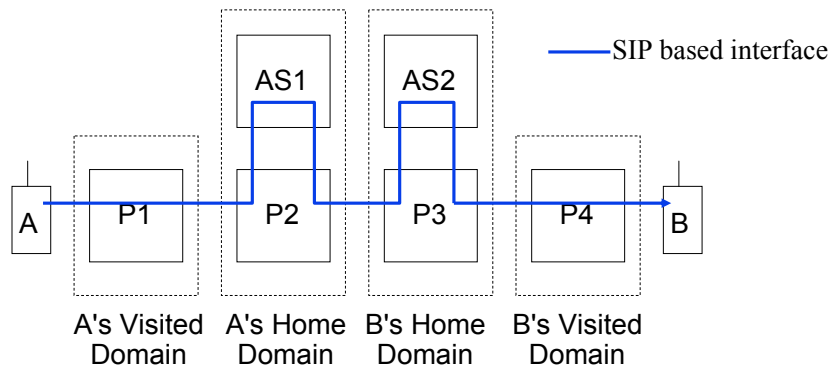 AS1 AS2 SIP based interface
A P1 P2 P3 P4 B
A's Visited A's Home B's Home B's Visited
Domain Domain Domain Domain